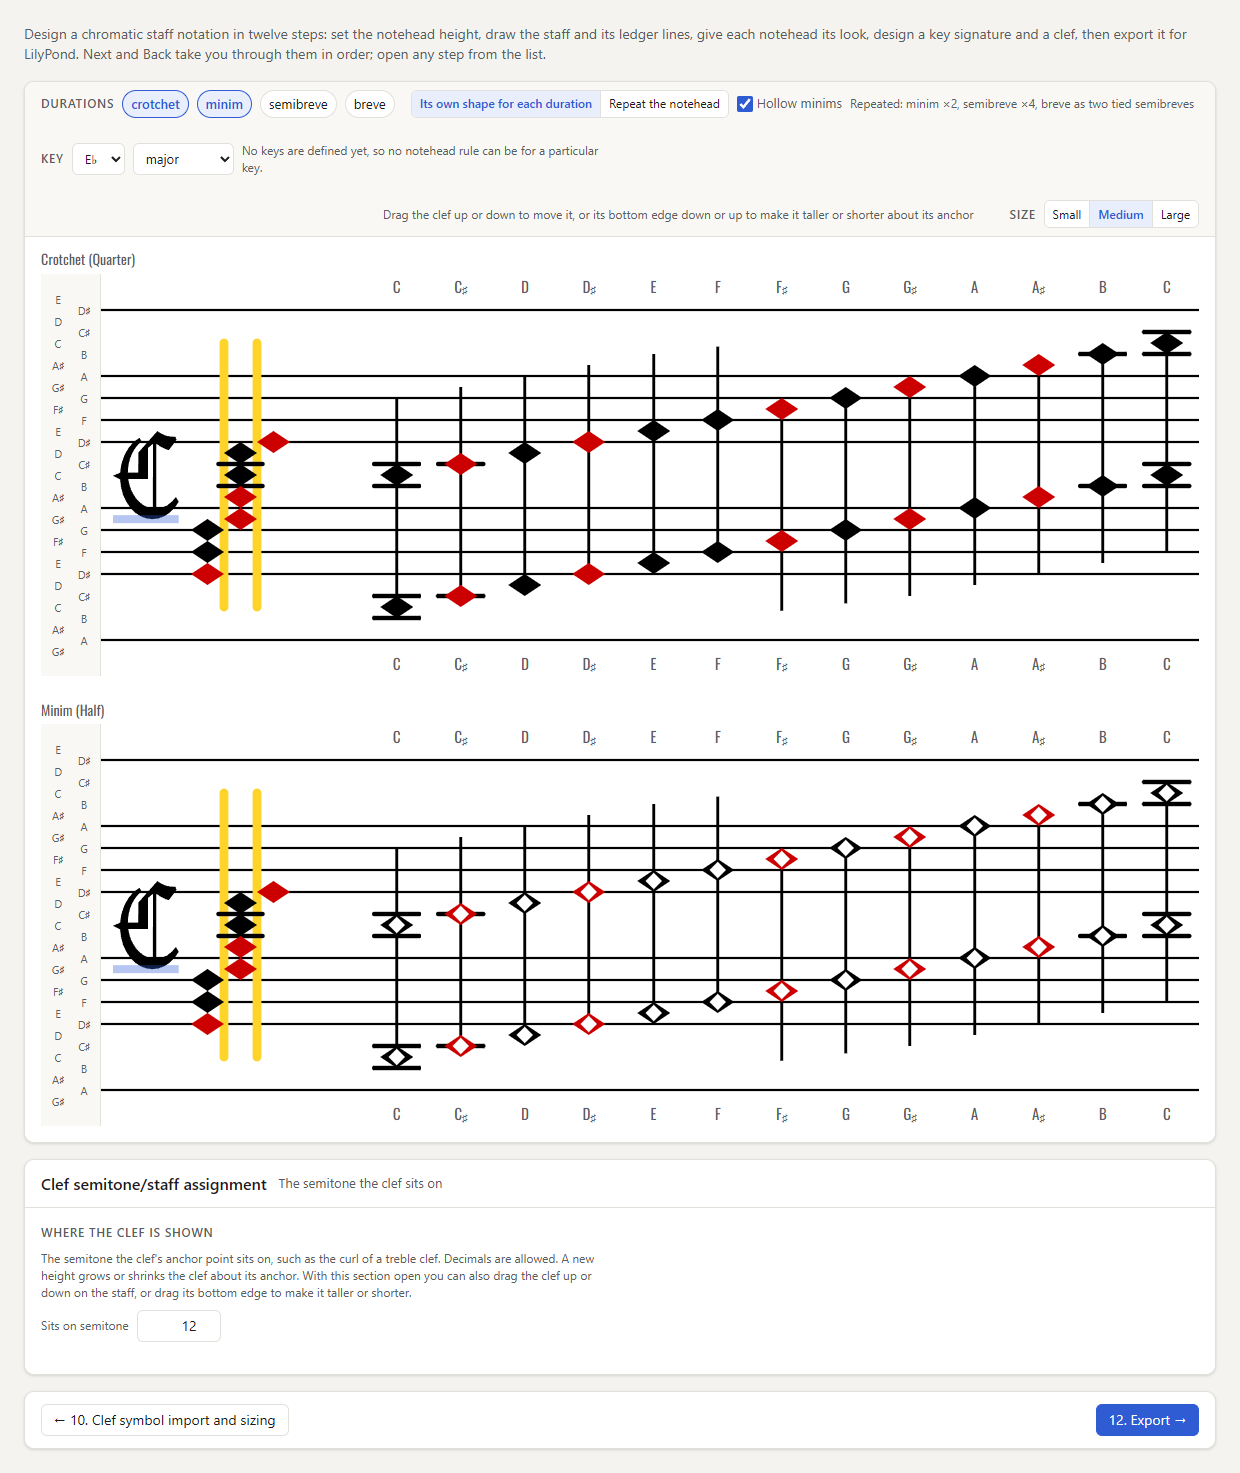 Design a chromatic staff notation in twelve steps: set the notehead height, draw the staff and its ledger lines, give each notehead its look, design a key signature and a clef, then export it for
LilyPond. Next and Back take you through them in order; open any step from the list.
DURATIONS crotchet minim semibreve breve Its own shape for each duration Repeat the notehead Hollow minims Repeated: minim ×2, semibreve ×4, breve as two tied semibreves
KEY E♭ major No keys are defined yet, so no notehead rule can be for a particular
key.
Drag the clef up or down to move it, or its bottom edge down or up to make it taller or shorter about its anchor SIZE Small Medium Large
Crotchet (Quarter)
C C♯ D D♯ E F F♯ G G♯ A A♯ B C
E
D♯
D
C♯
C
B
A♯
A
G♯
G
F♯
F
E
D♯
D
C♯
C
B
A♯
A
G♯
G
F♯
F
E
D♯
D
C♯
C
B
A♯
A
G♯
C C♯ D D♯ E F F♯ G G♯ A A♯ B C
Minim (Half)
C C♯ D D♯ E F F♯ G G♯ A A♯ B C
E
D♯
D
C♯
C
B
A♯
A
G♯
G
F♯
F
E
D♯
D
C♯
C
B
A♯
A
G♯
G
F♯
F
E
D♯
D
C♯
C
B
A♯
A
G♯
C C♯ D D♯ E F F♯ G G♯ A A♯ B C
Clef semitone/staff assignment The semitone the clef sits on
WHERE THE CLEF IS SHOWN
The semitone the clef's anchor point sits on, such as the curl of a treble clef. Decimals are allowed. A new
height grows or shrinks the clef about its anchor. With this section open you can also drag the clef up or
down on the staff, or drag its bottom edge to make it taller or shorter.
Sits on semitone 12
← 10. Clef symbol import and sizing 12. Export →